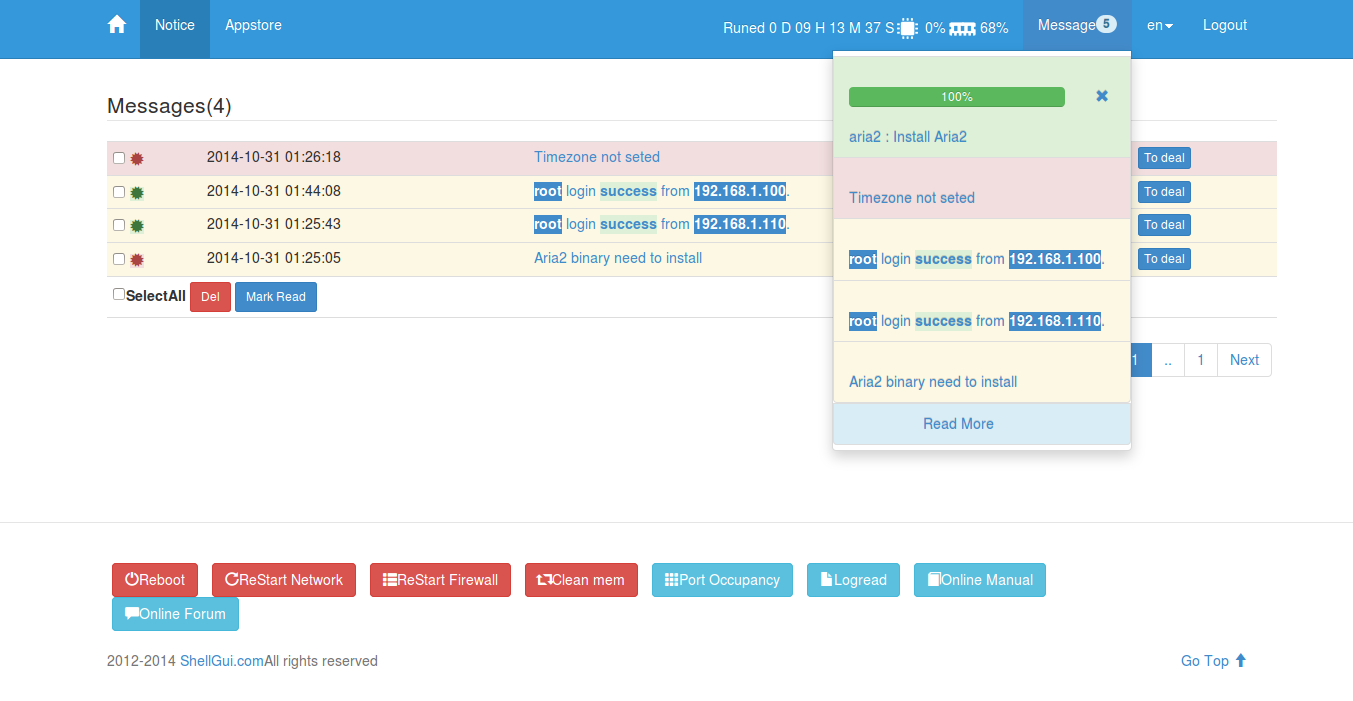 Notice Appstore Runed 0 D 09 H 13 M 37 S 0% 68% Message 5 en Logout
Messages(4)
2014-10-31 01:26:18 Timezone not seted To deal
2014-10-31 01:44:08 root login success from 192.168.1.100. To deal
2014-10-31 01:25:43 root login success from 192.168.1.110. To deal
2014-10-31 01:25:05 Aria2 binary need to install To deal
SelectAll Del Mark Read
1 .. 1 Next
100%
aria2 : Install Aria2
Timezone not seted
root login success from 192.168.1.100.
root login success from 192.168.1.110.
Aria2 binary need to install
Read More
Reboot ReStart Network ReStart Firewall Clean mem Port Occupancy Logread Online Manual
Online Forum
2012-2014 ShellGui.comAll rights reserved Go Top